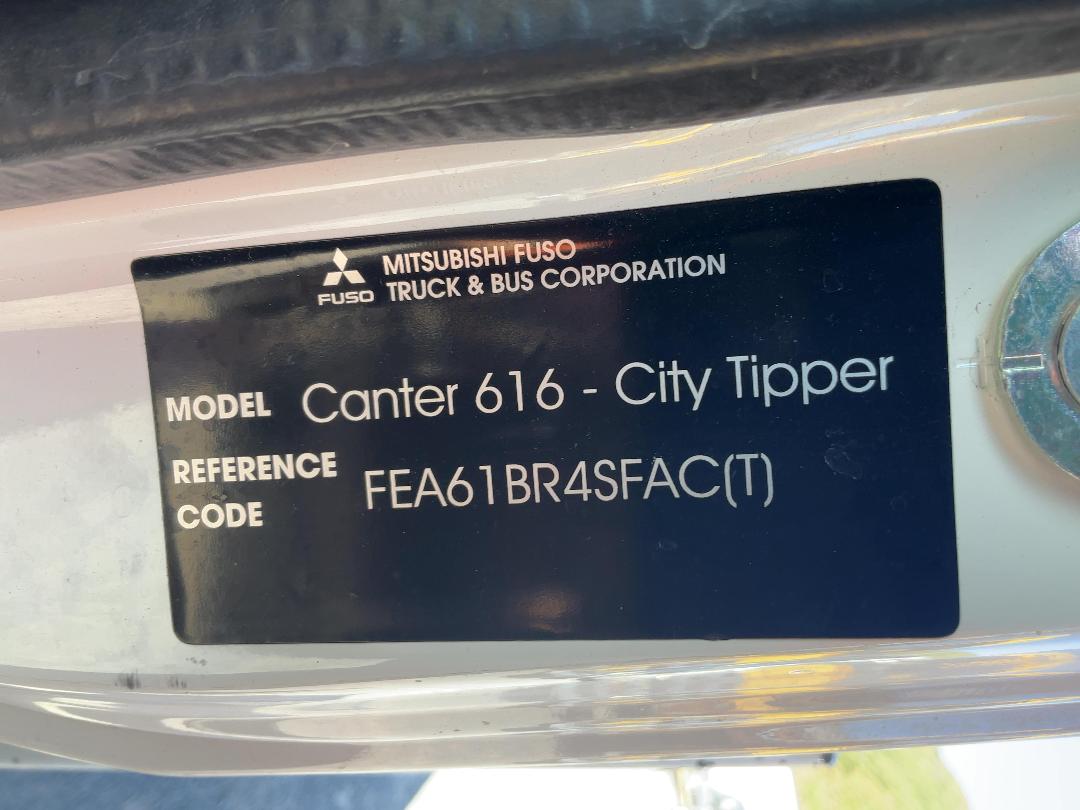 FUSO
MITSUBISHI FUSO
TRUCK & BUS CORPORATION
MODEL Canter 616 - City Tipper
REFERENCE
CODE FEA61BR4SFAC(T)